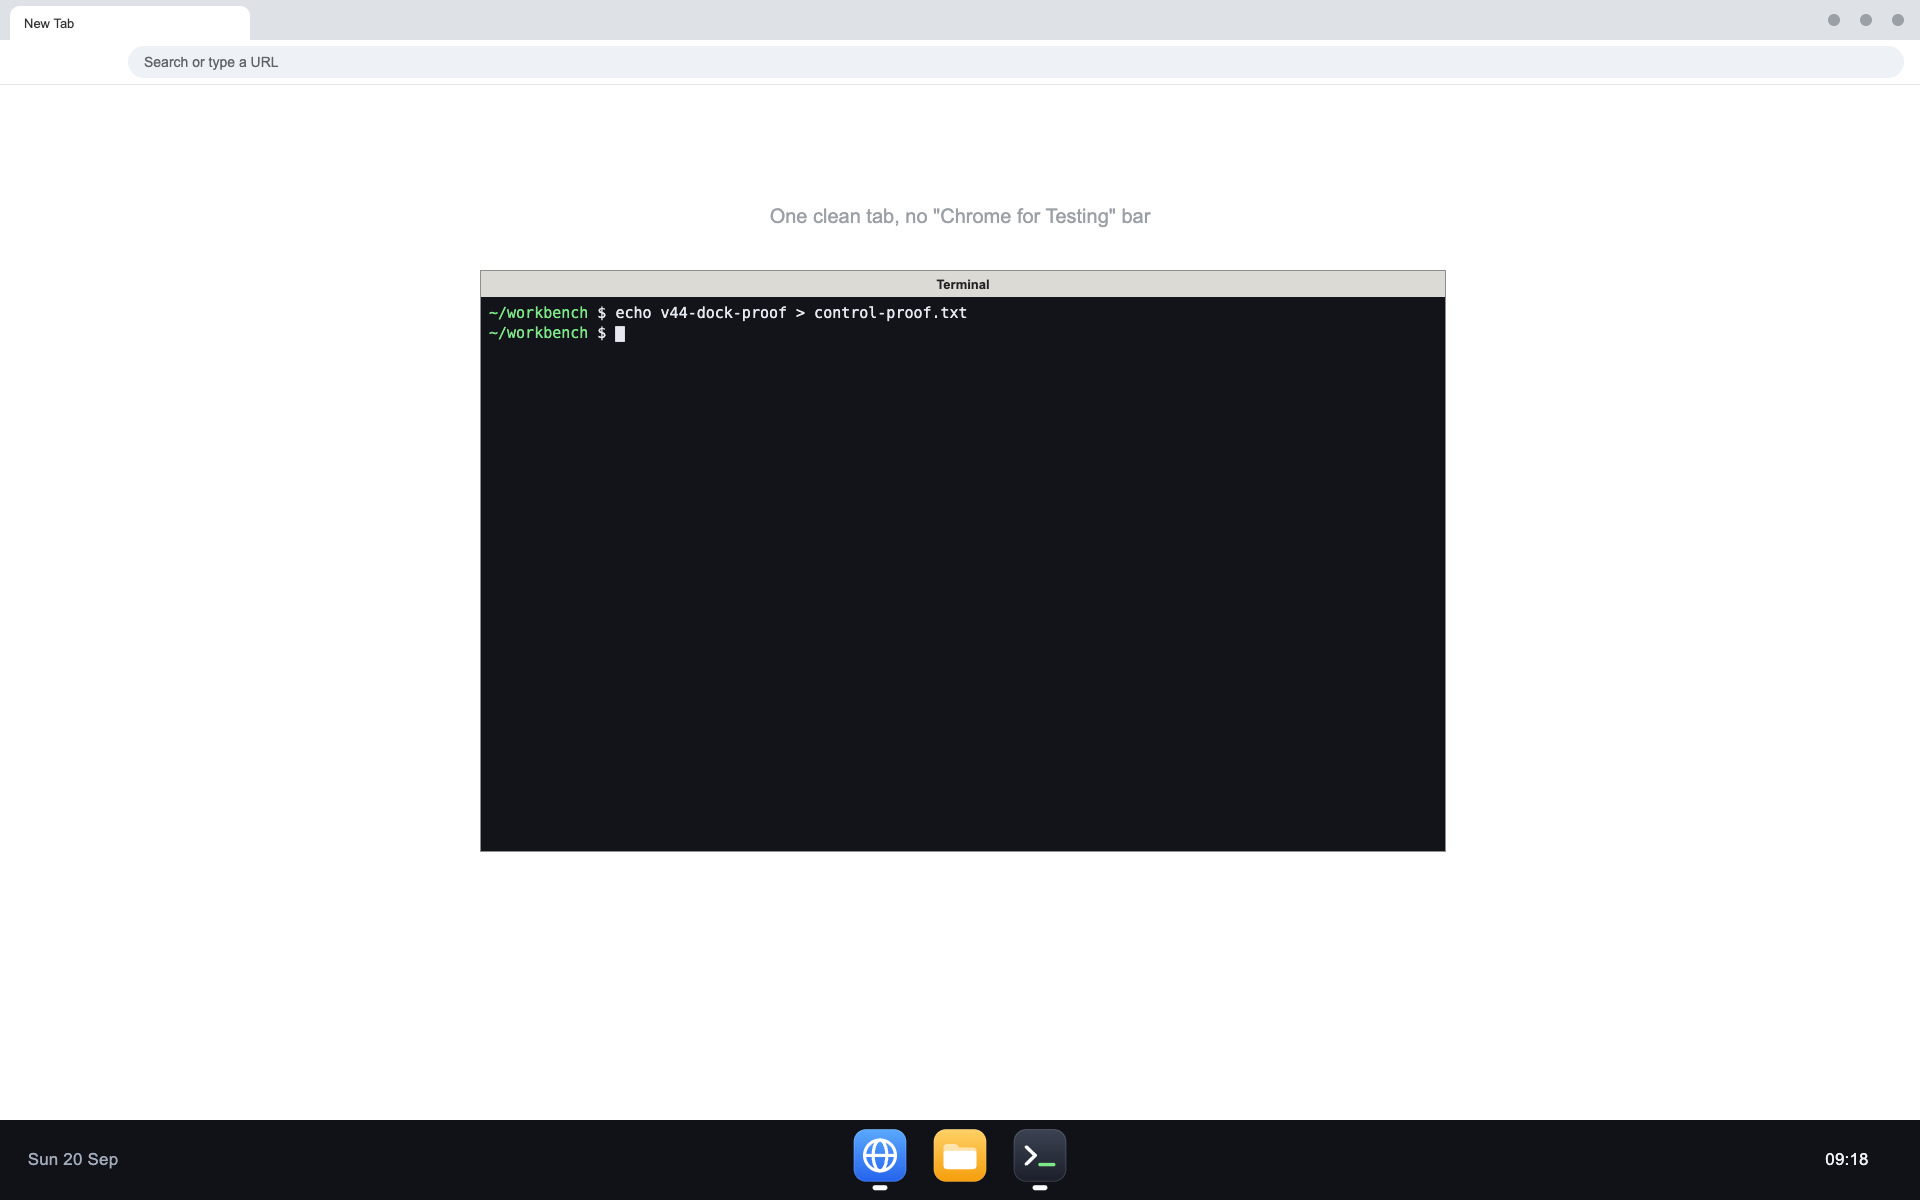 New Tab
Search or type a URL
One clean tab, no "Chrome for Testing" bar
Terminal
~/workbench $ echo v44-dock-proof > control-proof.txt
~/workbench $
Sun 20 Sep
09:18